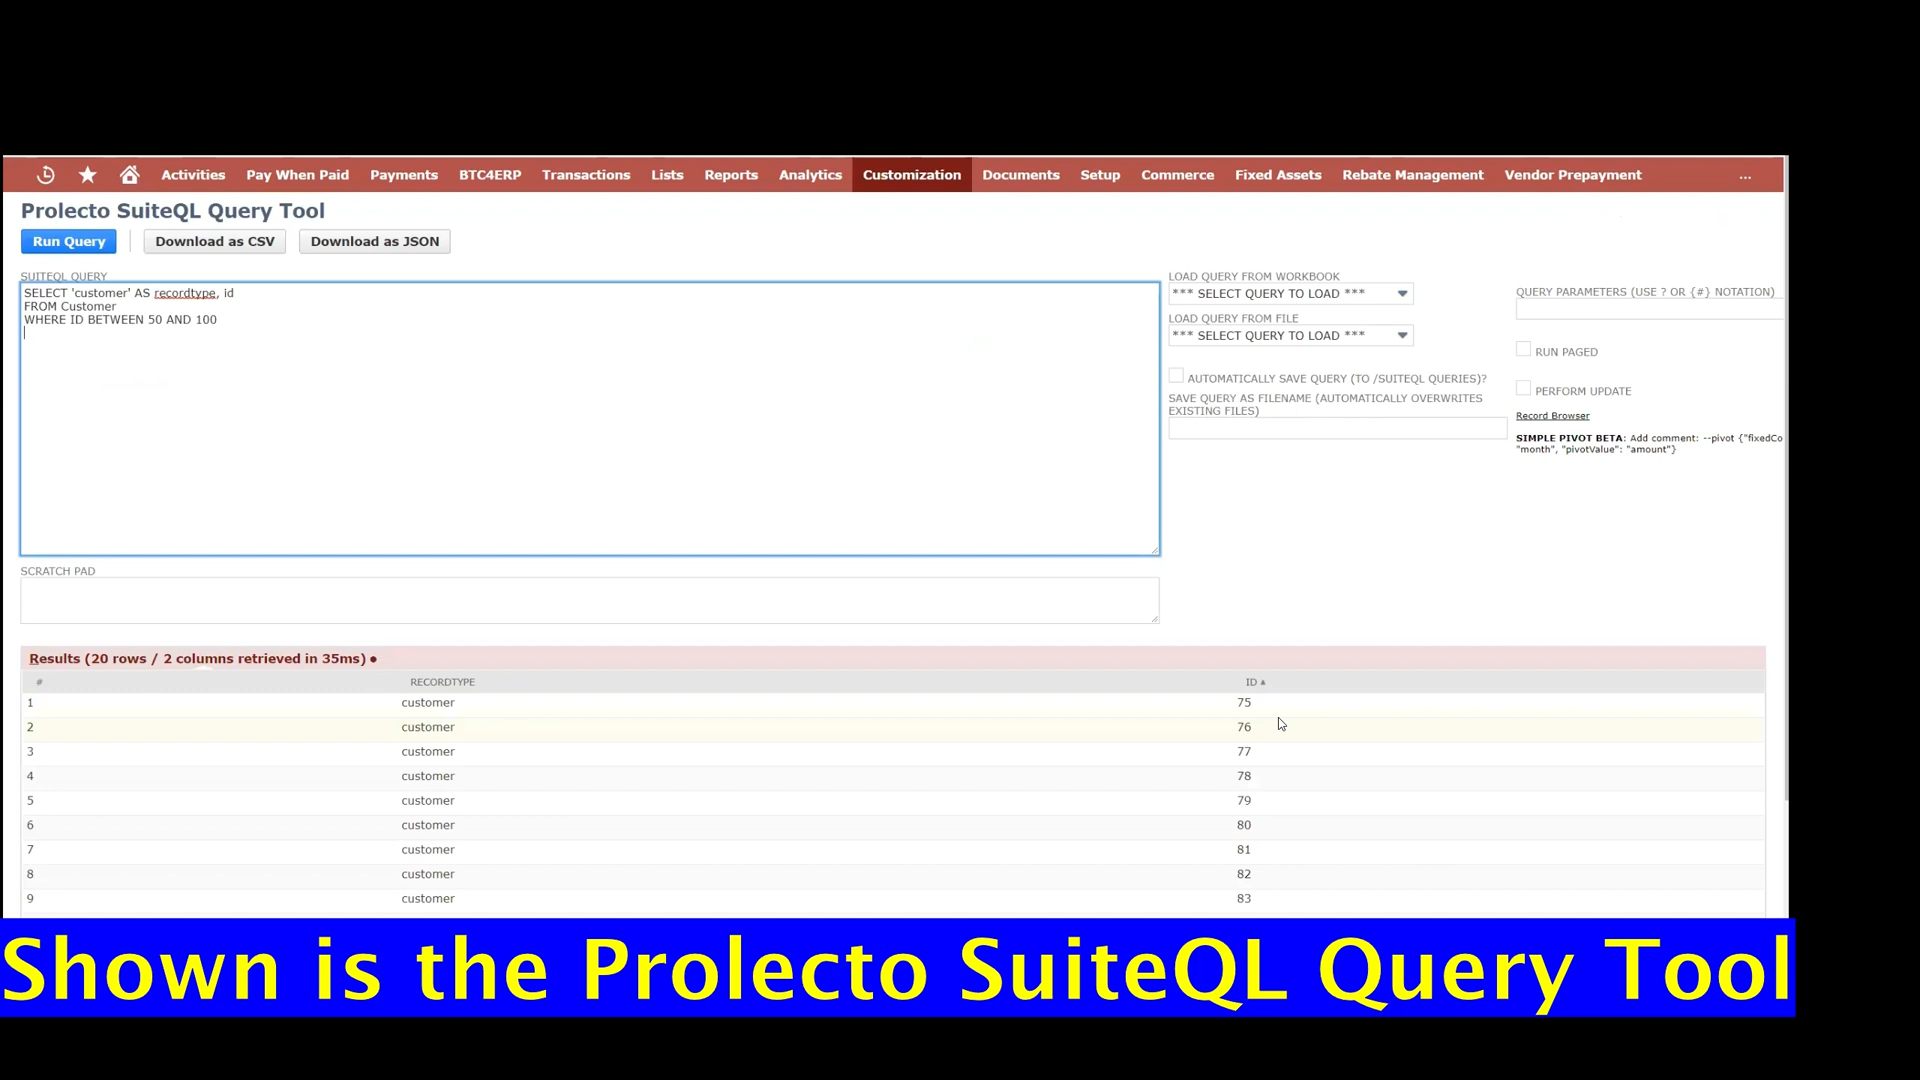 Activities Pay When Paid Payments BTC4ERP Transactions Lists Reports Analytics Customization Documents Setup Commerce Fixed Assets Rebate Management Vendor Prepayment ...
Prolecto SuiteQL Query Tool
Run Query Download as CSV Download as JSON
SUITEQL QUERY
SELECT 'customer' AS recordtype, id
FROM Customer
WHERE ID BETWEEN 50 AND 100
LOAD QUERY FROM WORKBOOK
*** SELECT QUERY TO LOAD ***
LOAD QUERY FROM FILE
*** SELECT QUERY TO LOAD ***
AUTOMATICALLY SAVE QUERY (TO /SUITEQL QUERIES)?
SAVE QUERY AS FILENAME (AUTOMATICALLY OVERWRITES
EXISTING FILES)
QUERY PARAMETERS (USE ? OR {#} NOTATION)
RUN PAGED
PERFORM UPDATE
Record Browser
SIMPLE PIVOT BETA: Add comment: --pivot {"fixedCo
"month", "pivotValue": "amount"}
SCRATCH PAD
Results (20 rows / 2 columns retrieved in 35ms) •
# RECORDTYPE ID
1 customer 75
2 customer 76
3 customer 77
4 customer 78
5 customer 79
6 customer 80
7 customer 81
8 customer 82
9 customer 83
Shown is the Prolecto SuiteQL Query Tool